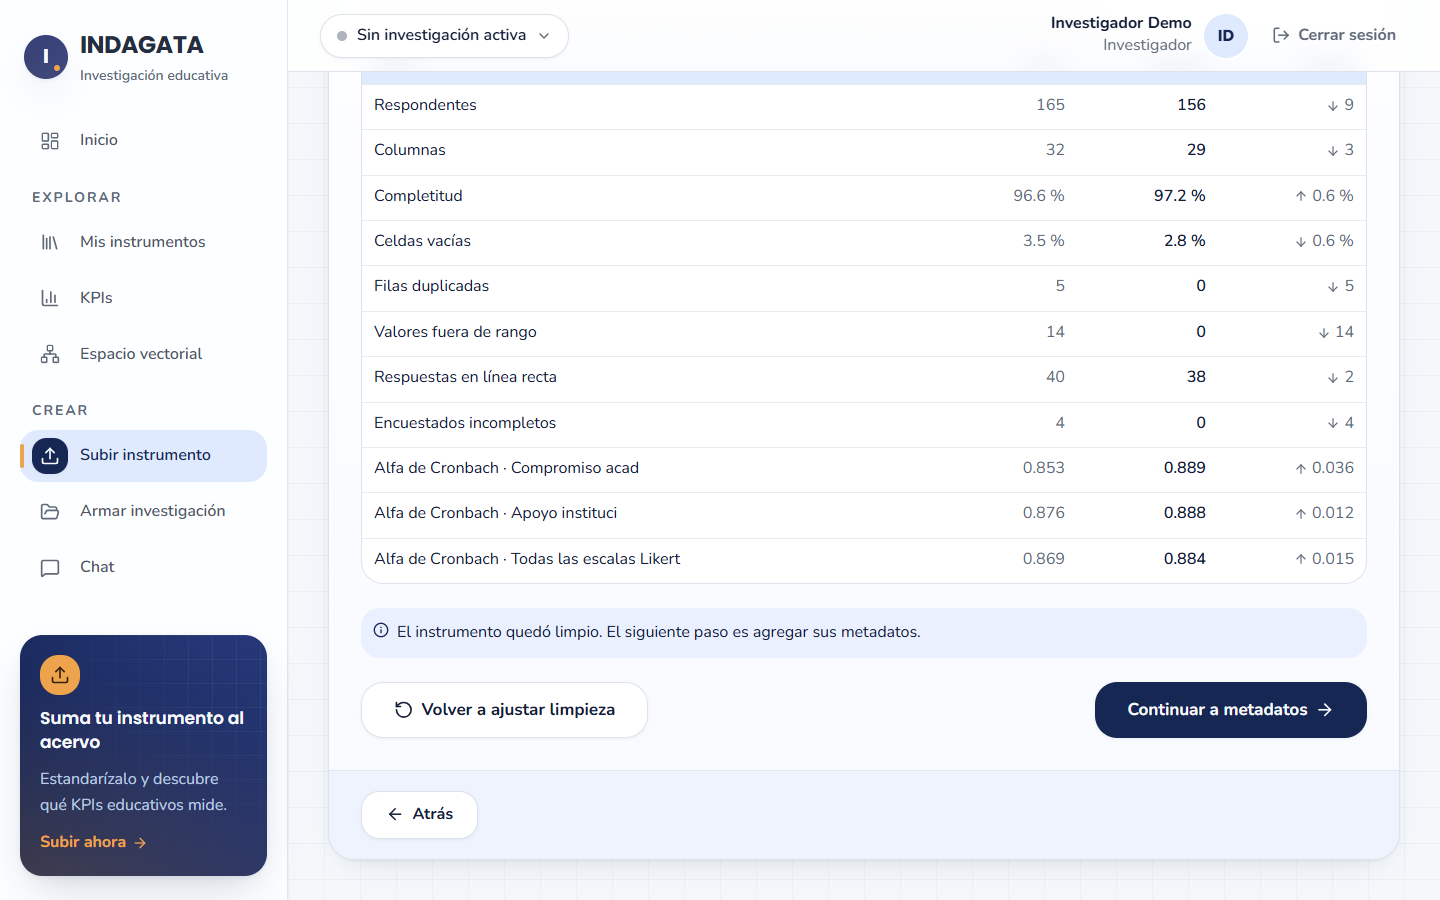 INDAGATA
Investigación educativa
Inicio
EXPLORAR
Mis instrumentos
KPIs
Espacio vectorial
CREAR
Subir instrumento
Armar investigación
Chat
Suma tu instrumento al
acervo
Estandarízalo y descubre
qué KPIs educativos mide.
Subir ahora →
Sin investigación activa
Investigador Demo
Investigador
ID
Cerrar sesión
Respondentes 165 156 ↓ 9
Columnas 32 29 ↓ 3
Completitud 96.6 % 97.2 % ↑ 0.6 %
Celdas vacías 3.5 % 2.8 % ↓ 0.6 %
Filas duplicadas 5 0 ↓ 5
Valores fuera de rango 14 0 ↓ 14
Respuestas en línea recta 40 38 ↓ 2
Encuestados incompletos 4 0 ↓ 4
Alfa de Cronbach · Compromiso acad 0.853 0.889 ↑ 0.036
Alfa de Cronbach · Apoyo instituci 0.876 0.888 ↑ 0.012
Alfa de Cronbach · Todas las escalas Likert 0.869 0.884 ↑ 0.015
El instrumento quedó limpio. El siguiente paso es agregar sus metadatos.
Volver a ajustar limpieza
Continuar a metadatos →
← Atrás